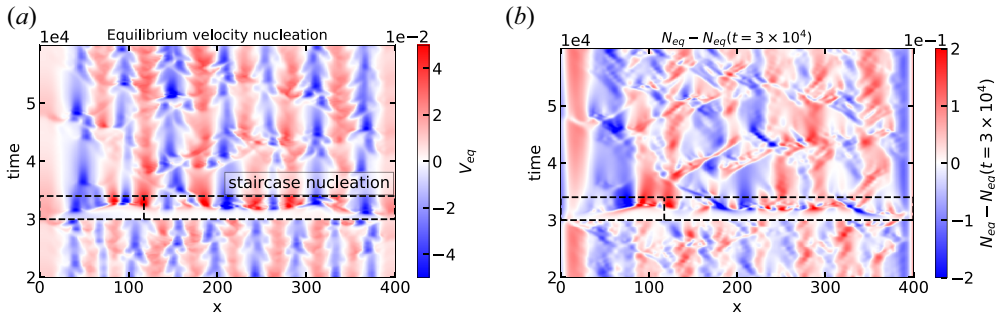 (a)
Equilibrium velocity nucleation
1e4
1e−2
5
4
3
2
time
staircase nucleation
0 100 200 300 400
x
4
2
0
−2
−4
V_eq
(b)
N_eq − N_eq(t = 3 × 10^4)
1e4
1e−1
5
4
3
2
time
0 100 200 300 400
x
2
1
0
−1
−2
N_eq − N_eq(t = 3 × 10^4)